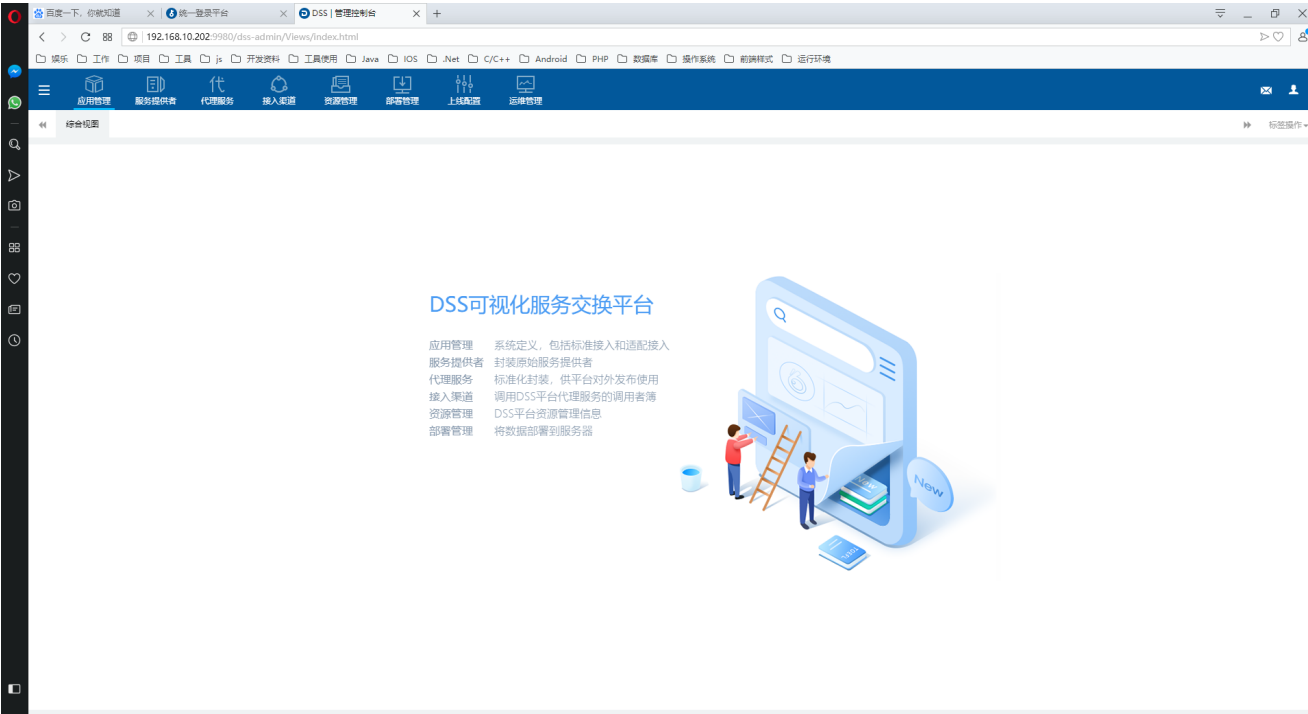 百度一下，你就知道
统一登录平台
DSS | 管理控制台
192.168.10.202:9980/dss-admin/Views/index.html
娱乐 工作 项目 工具 js 开发资料 工具使用 Java IOS .Net C/C++ Android PHP 数据库 操作系统 前端样式 运行环境
代
应用管理 服务提供者 代理服务 接入渠道 资源管理 部署管理 上线配置 运维管理
综合视图 标签操作
DSS可视化服务交换平台
应用管理 系统定义，包括标准接入和适配接入
服务提供者 封装原始服务提供者
代理服务 标准化封装，供平台对外发布使用
接入渠道 调用DSS平台代理服务的调用者簿
资源管理 DSS平台资源管理信息
部署管理 将数据部署到服务器
New